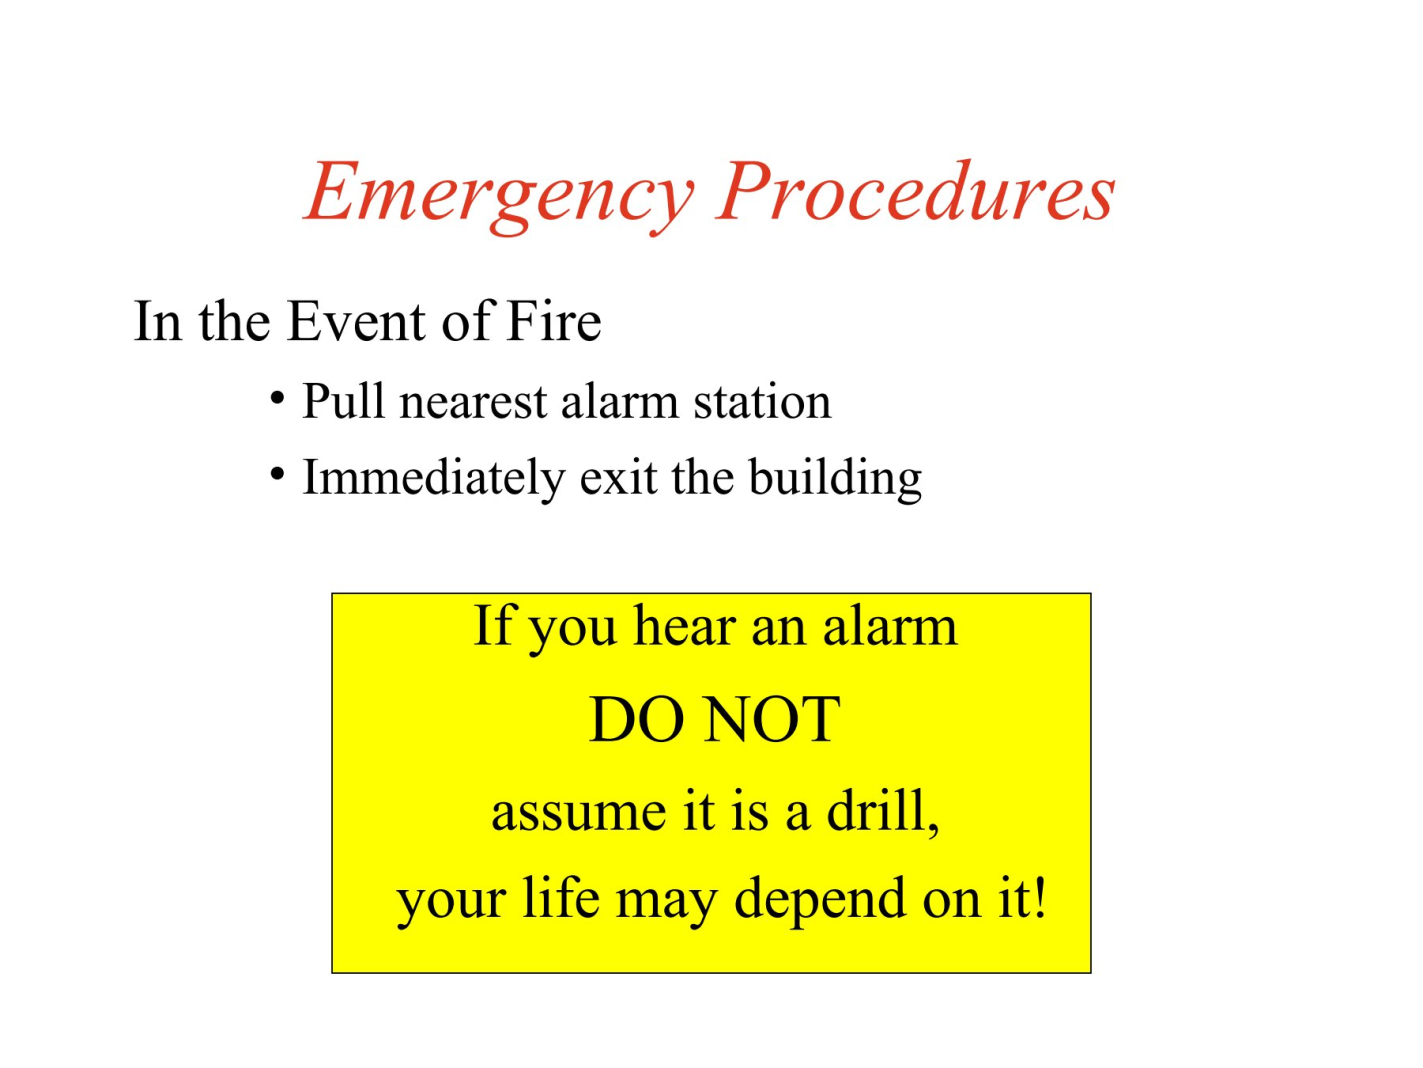 Emergency Procedures
In the Event of Fire
• Pull nearest alarm station
• Immediately exit the building
If you hear an alarm
DO NOT
assume it is a drill,
your life may depend on it!